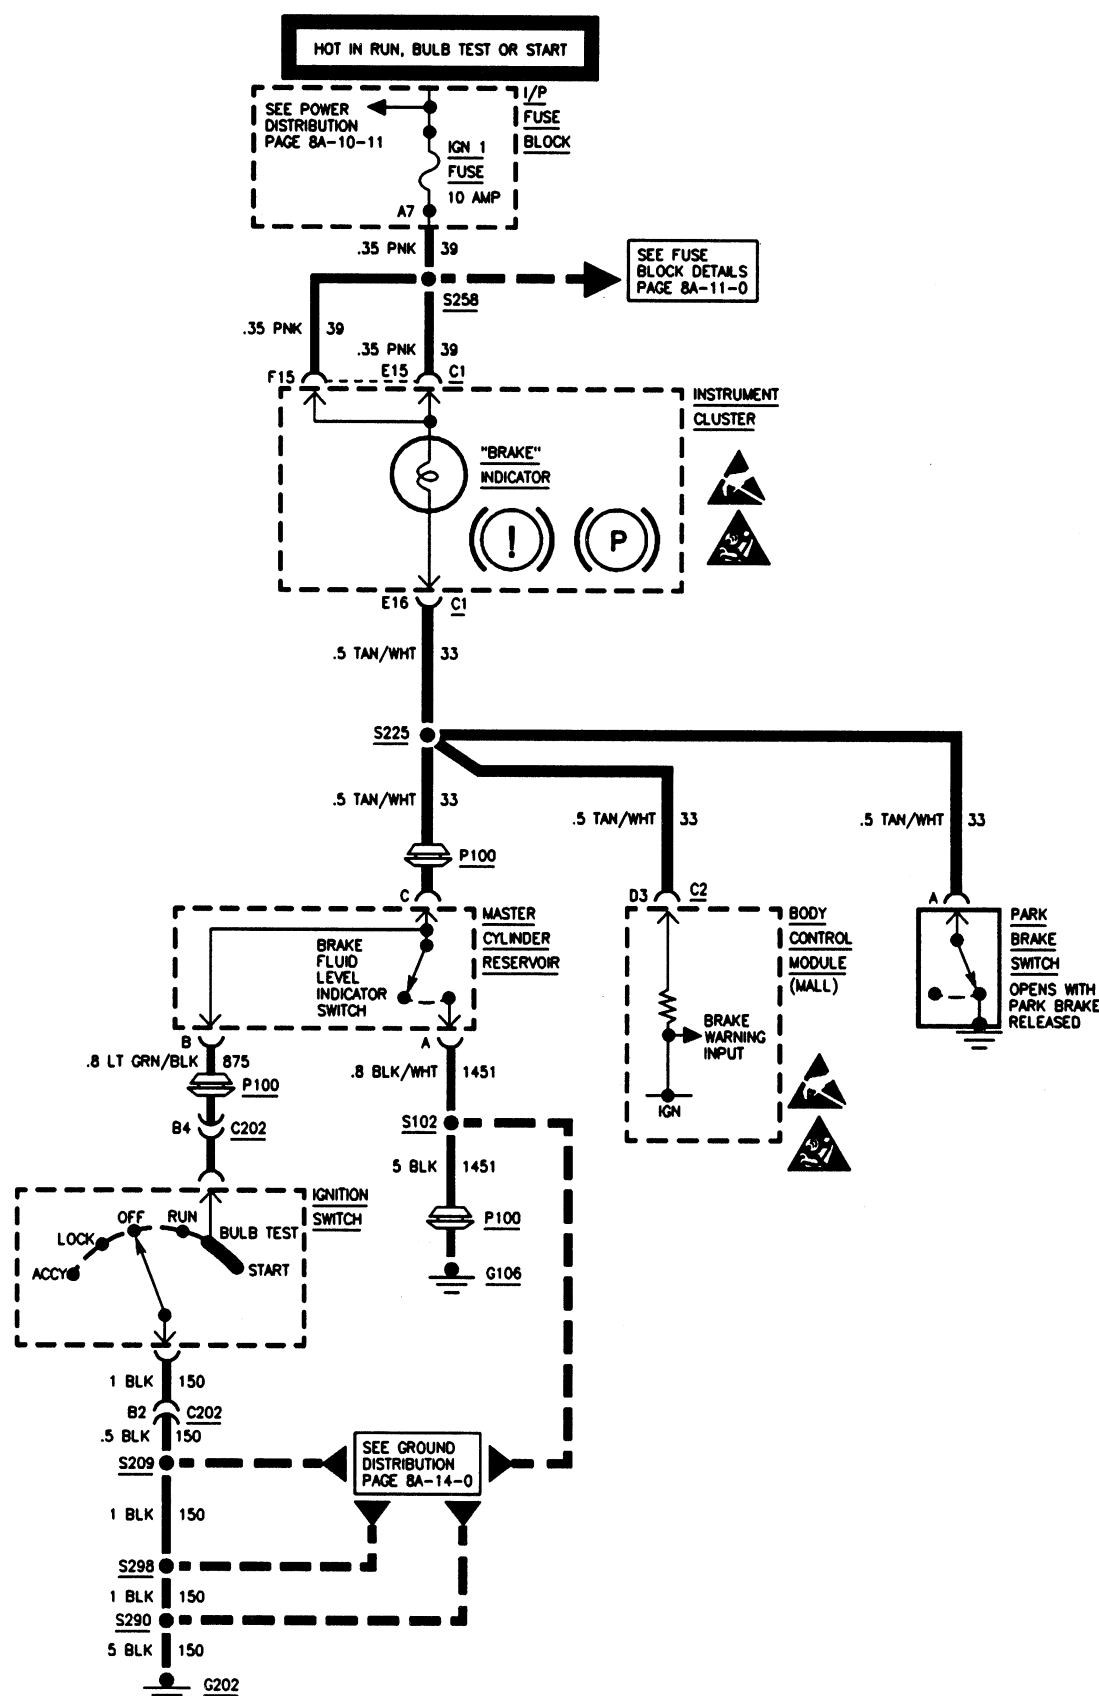 HOT IN RUN, BULB TEST OR START
SEE POWER
DISTRIBUTION
PAGE 8A-10-11
I/P
FUSE
BLOCK
IGN 1
FUSE
10 AMP
A7
.35 PNK 39
SEE FUSE
BLOCK DETAILS
PAGE 8A-11-0
S258
.35 PNK 39
.35 PNK 39
F15 E15 C1
INSTRUMENT
CLUSTER
"BRAKE"
INDICATOR
! P
E16 C1
.5 TAN/WHT 33
S225
.5 TAN/WHT 33
.5 TAN/WHT 33
.5 TAN/WHT 33
P100
C
D3 C2
A
MASTER
CYLINDER
RESERVOIR
BRAKE
FLUID
LEVEL
INDICATOR
SWITCH
BODY
CONTROL
MODULE
(MALL)
BRAKE
WARNING
INPUT
IGN
PARK
BRAKE
SWITCH
OPENS WITH
PARK BRAKE
RELEASED
B A
.8 LT GRN/BLK 875
.8 BLK/WHT 1451
P100
S102
B4 C202
5 BLK 1451
IGNITION
SWITCH
P100
OFF RUN
LOCK
BULB TEST
ACCY
START
G106
1 BLK 150
B2 C202
.5 BLK 150
S209
SEE GROUND
DISTRIBUTION
PAGE 8A-14-0
1 BLK 150
S298
1 BLK 150
S290
5 BLK 150
G202